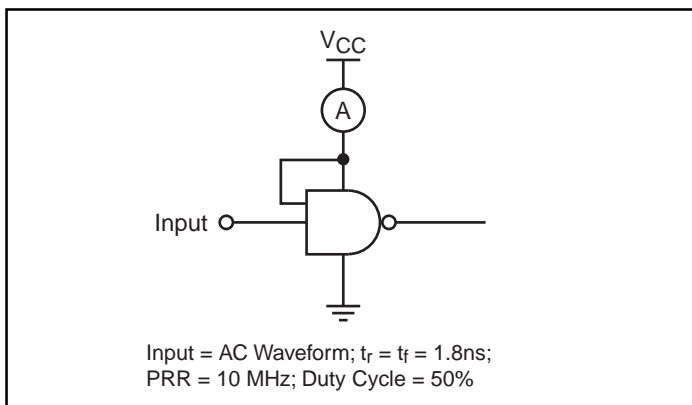 VCC
A
Input
Input = AC Waveform; tr = tf = 1.8ns;
PRR = 10 MHz; Duty Cycle = 50%